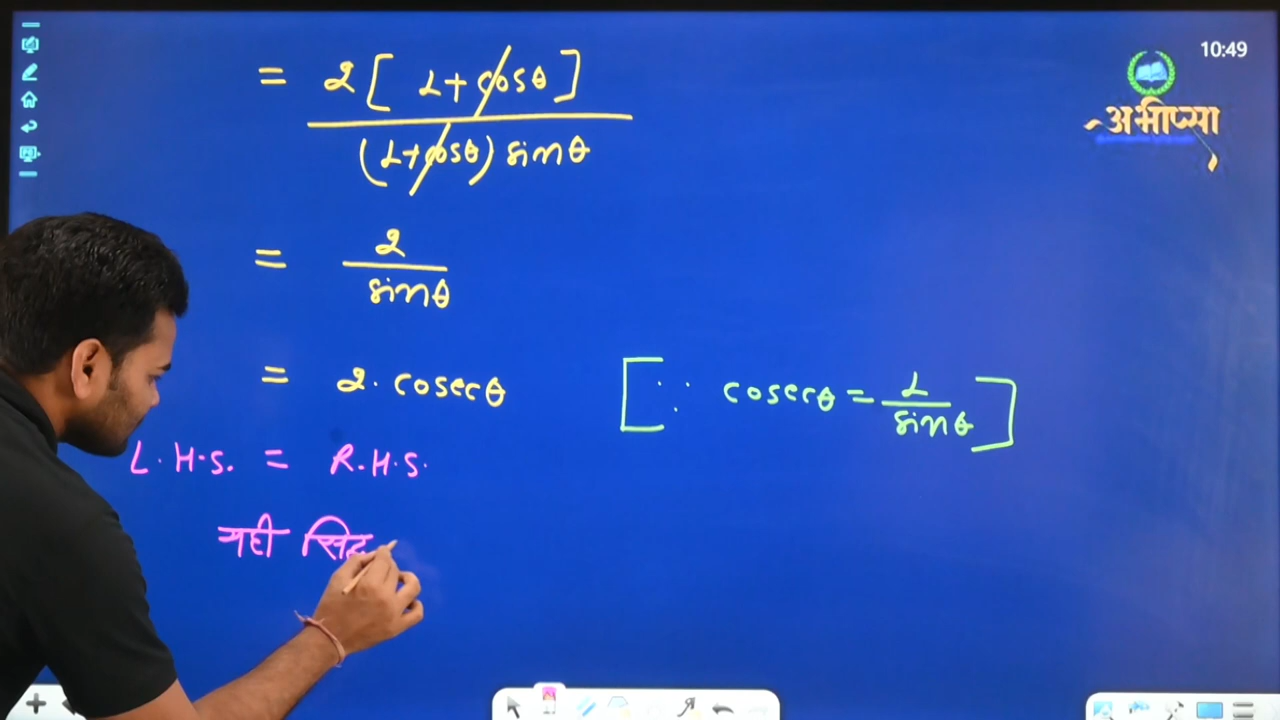 10:49
अभीप्सा
= 2[1+cosθ]
(1+cosθ) sinθ
= 2
sinθ
= 2. cosecθ
[∵ cosecθ = 1
sinθ]
L.H.S. = R.H.S.
यही सिद्ध